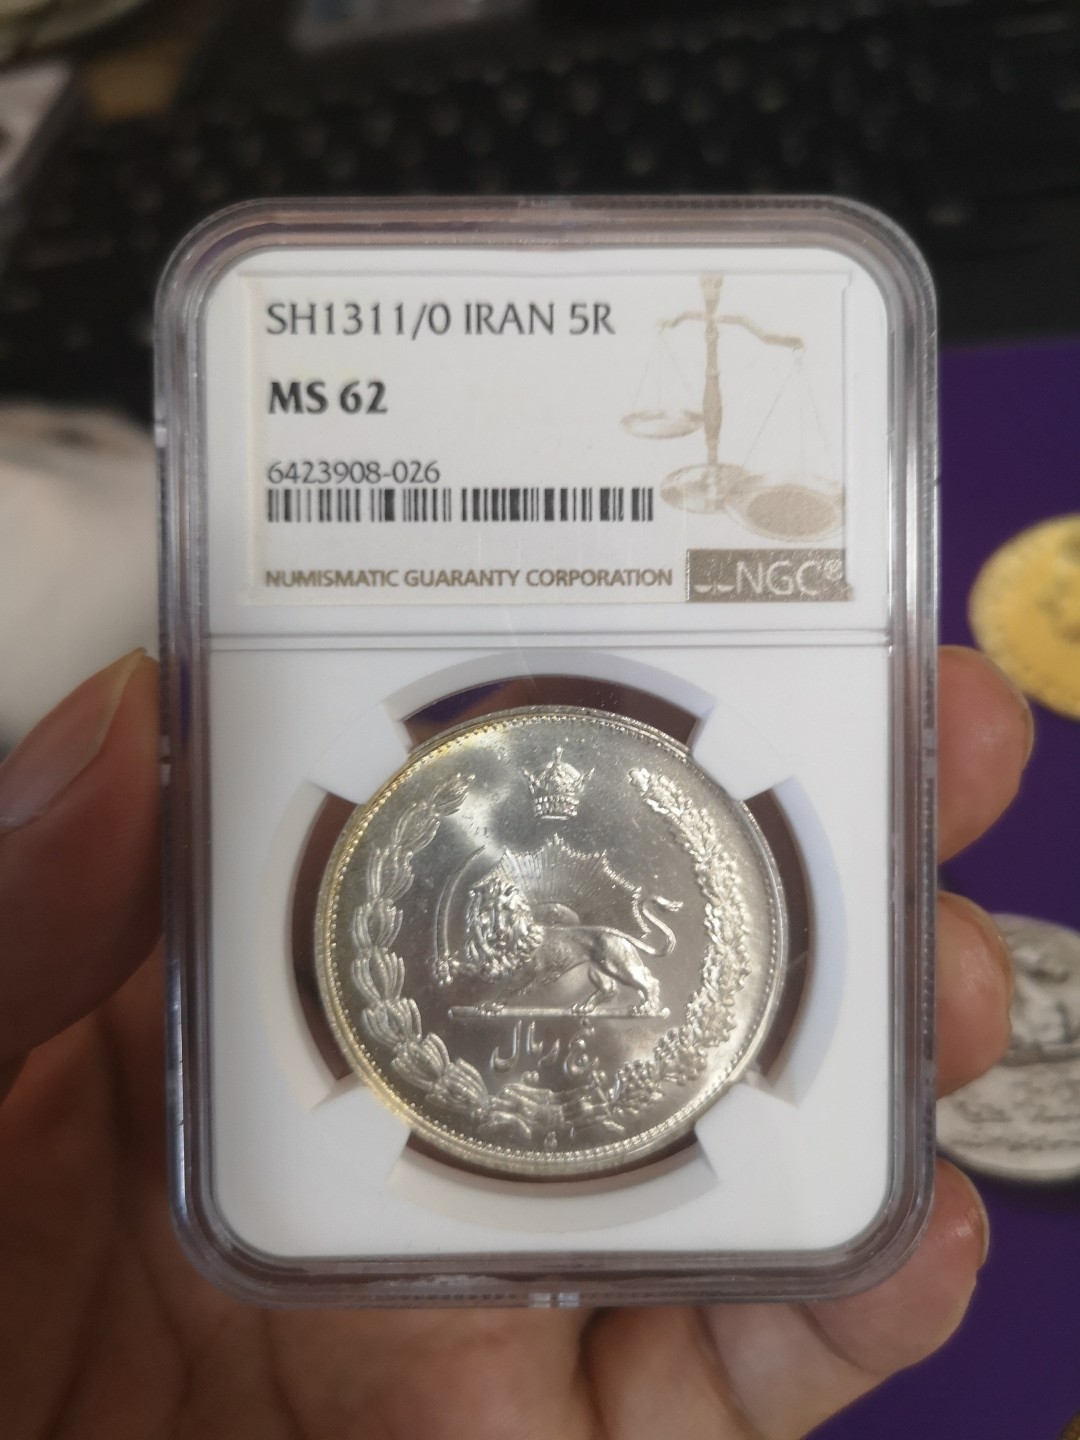 SH1311/0 IRAN 5R
MS 62
6423908-026
NUMISMATIC GUARANTY CORPORATION
NGC®
پنج ریال